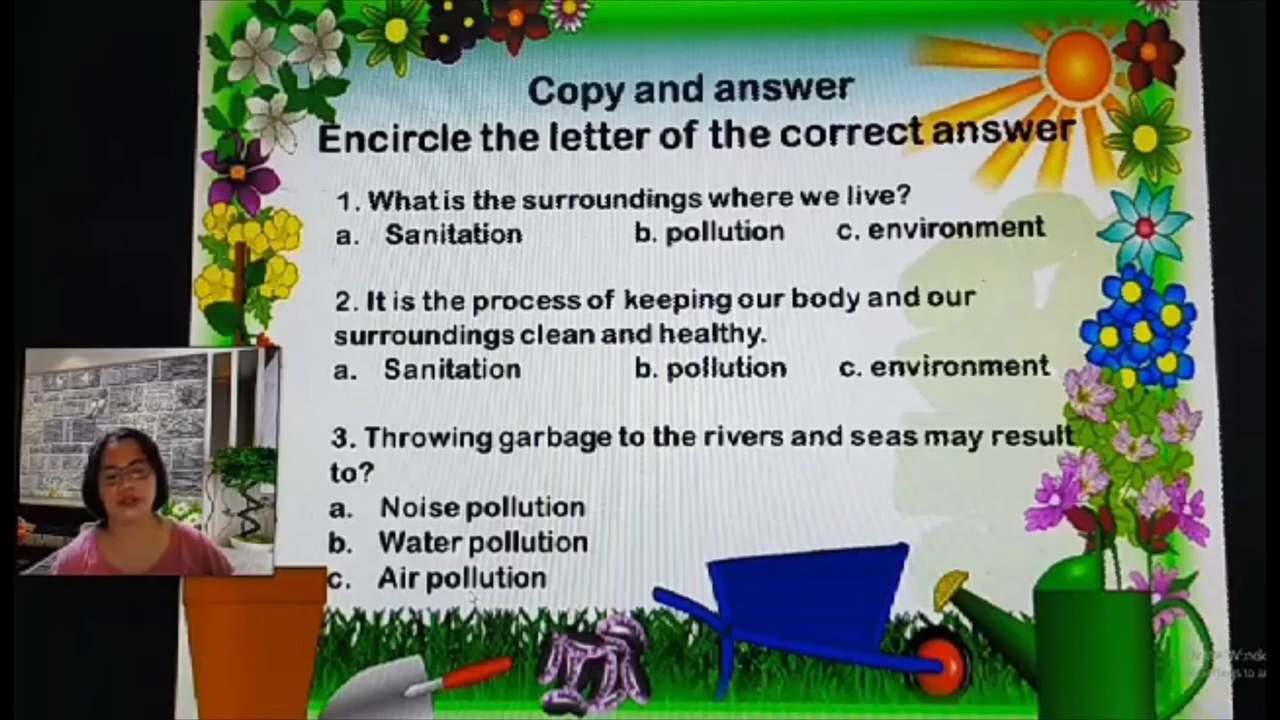 Copy and answer
Encircle the letter of the correct answer
1. What is the surroundings where we live?
a. Sanitation b. pollution c. environment
2. It is the process of keeping our body and our
surroundings clean and healthy.
a. Sanitation b. pollution c. environment
3. Throwing garbage to the rivers and seas may result
to?
a. Noise pollution
b. Water pollution
c. Air pollution